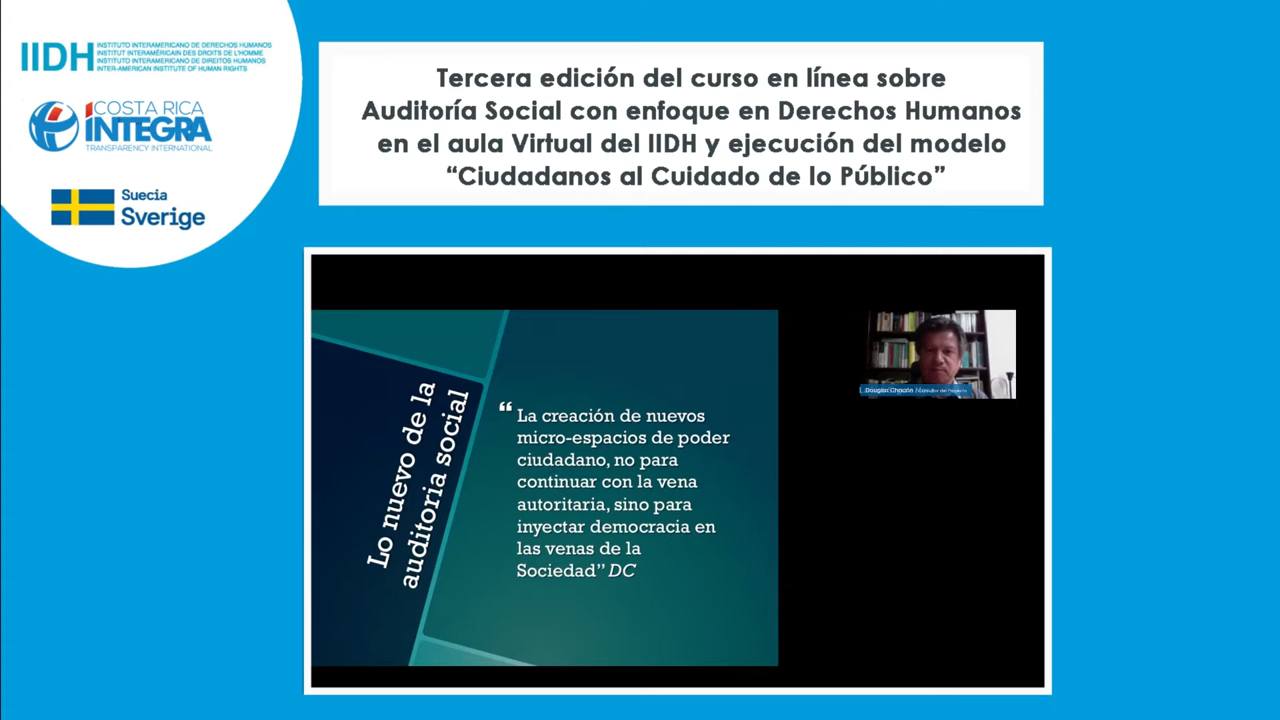 IIDH
INSTITUTO INTERAMERICANO DE DERECHOS HUMANOS
INSTITUT INTERAMÉRICAIN DES DROITS DE L'HOMME
INSTITUTO INTERAMERICANO DE DIREITOS HUMANOS
INTER-AMERICAN INSTITUTE OF HUMAN RIGHTS
COSTA RICA
INTEGRA
TRANSPARENCY INTERNATIONAL
Suecia
Sverige
Tercera edición del curso en línea sobre
Auditoría Social con enfoque en Derechos Humanos
en el aula Virtual del IIDH y ejecución del modelo
“Ciudadanos al Cuidado de lo Público”
Lo nuevo de la
auditoria social
“ La creación de nuevos
micro-espacios de poder
ciudadano, no para
continuar con la vena
autoritaria, sino para
inyectar democracia en
las venas de la
Sociedad” DC
Douglas Chacón /